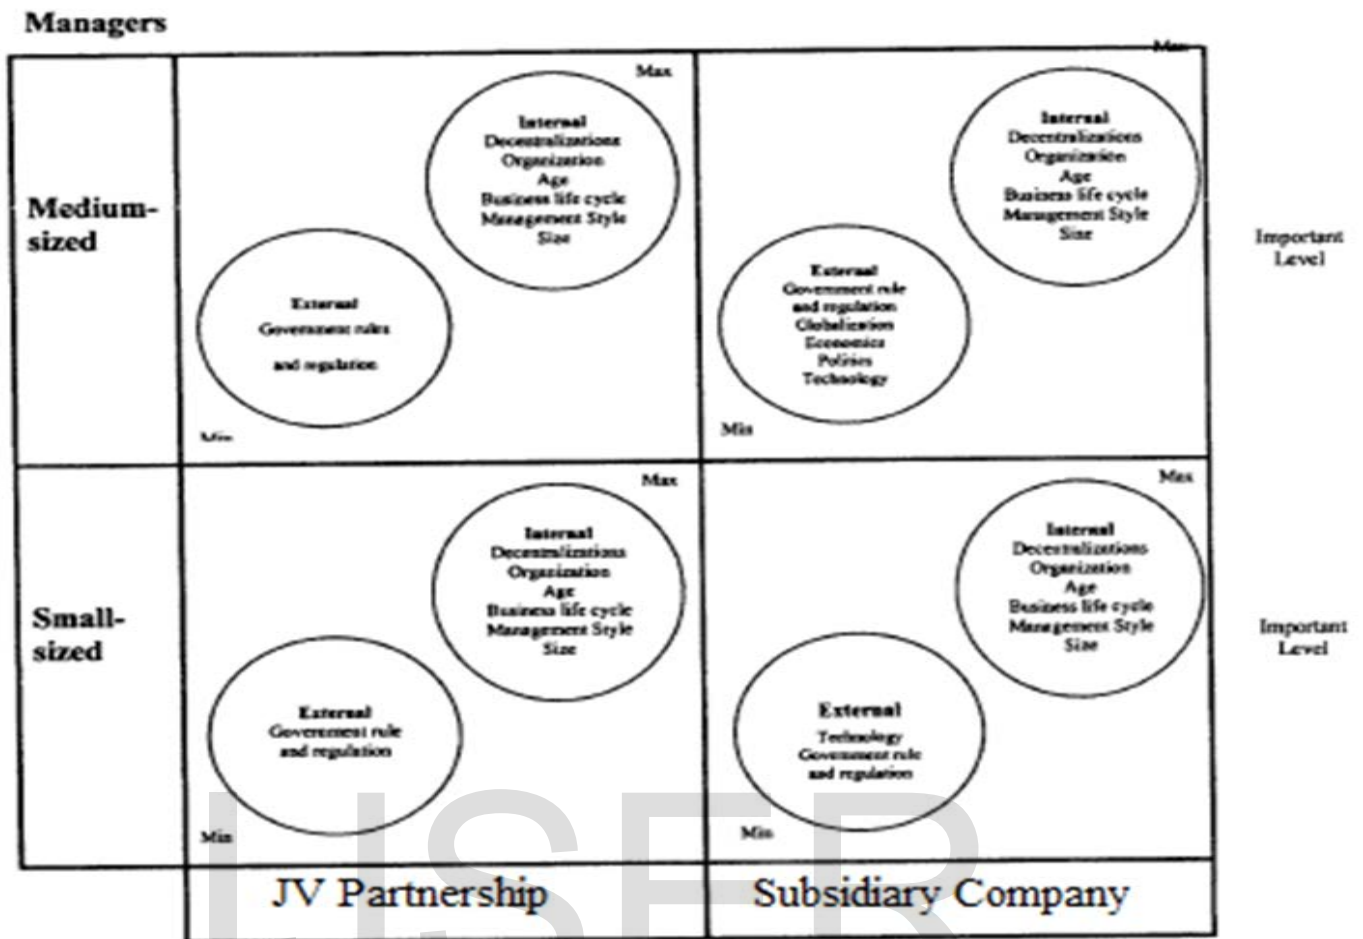 Managers
Medium-
sized
Max
Internal
Decentralizations
Organization
Age
Business life cycle
Management Style
Size
External
Government rules
and regulation
Min
Max
Internal
Decentralizations
Organization
Age
Business life cycle
Management Style
Size
External
Government rule
and regulation
Globalization
Economics
Politics
Technology
Min
Important
Level
Small-
sized
Max
Internal
Decentralizations
Organization
Age
Business life cycle
Management Style
Size
External
Government rule
and regulation
Min
Max
Internal
Decentralizations
Organization
Age
Business life cycle
Management Style
Size
External
Technology
Government rule
and regulation
Min
Important
Level
JV Partnership
Subsidiary Company
IJSER